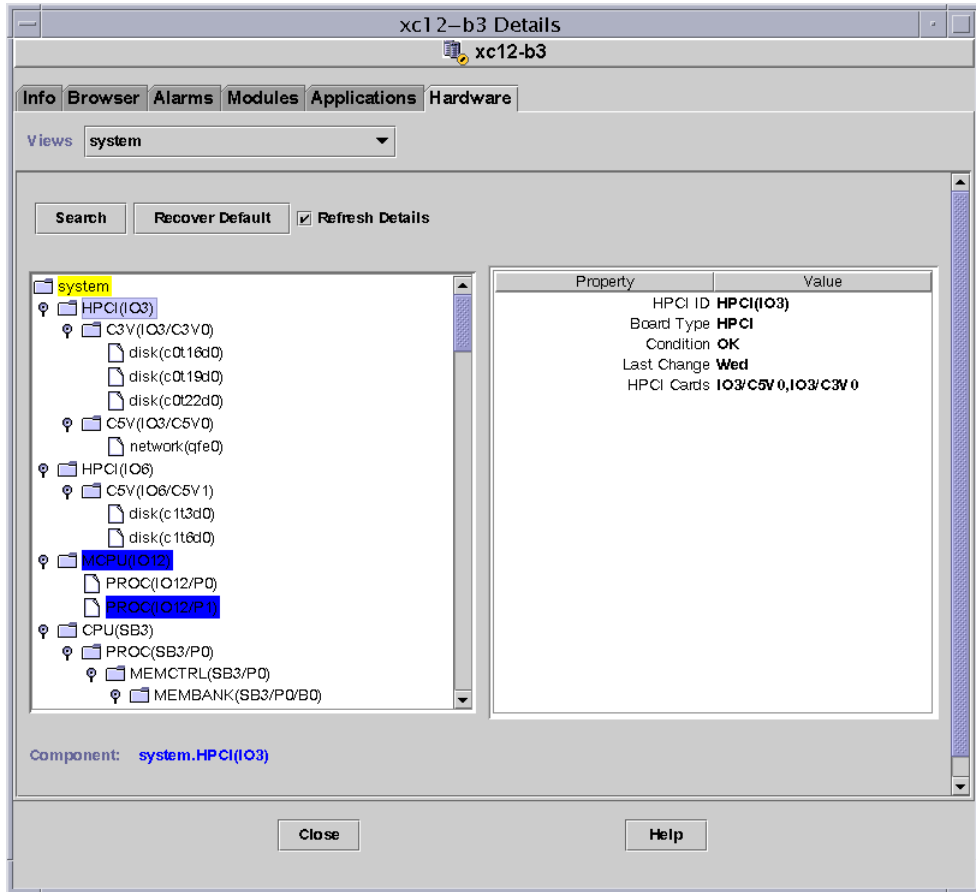 xc12–b3 Details
xc12-b3
Info Browser Alarms Modules Applications Hardware
Views system
Search Recover Default Refresh Details
system
HPCI(IO3)
C3V(IO3/C3V0)
disk(c0t16d0)
disk(c0t19d0)
disk(c0t22d0)
C5V(IO3/C5V0)
network(qfe0)
HPCI(IO6)
C5V(IO6/C5V1)
disk(c1t3d0)
disk(c1t6d0)
MCPU(IO12)
PROC(IO12/P0)
PROC(IO12/P1)
CPU(SB3)
PROC(SB3/P0)
MEMCTRL(SB3/P0)
MEMBANK(SB3/P0/B0)
Property Value
HPCI ID HPCI(IO3)
Board Type HPCI
Condition OK
Last Change Wed
HPCI Cards IO3/C5V0,IO3/C3V0
Component: system.HPCI(IO3)
Close Help